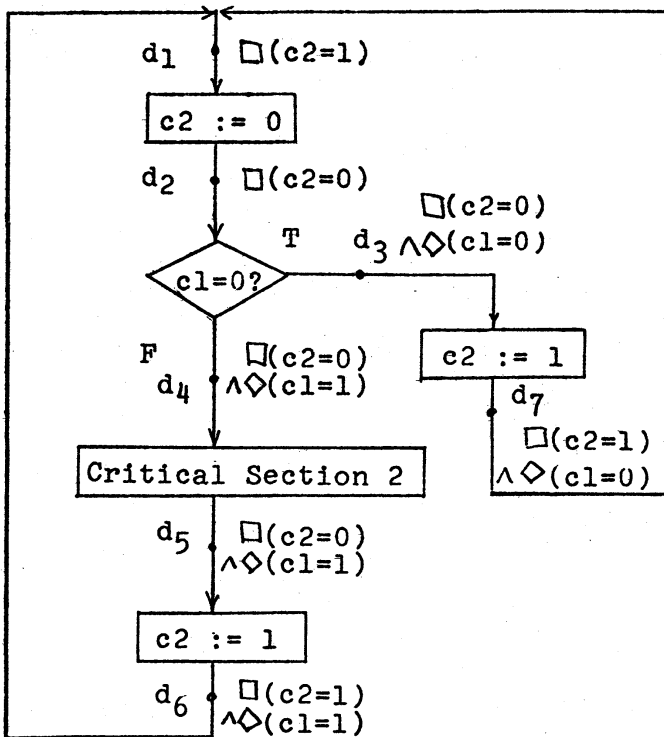 d1 □(c2=1)
c2 := 0
d2 □(c2=0)
□(c2=0)
T d3 ∧◇(c1=0)
c1=0?
c2 := 1
F □(c2=0)
d4 ∧◇(c1=1)
d7
Critical Section 2
□(c2=1)
∧◇(c1=0)
d5 □(c2=0)
∧◇(c1=1)
c2 := 1
d6 □(c2=1)
∧◇(c1=1)